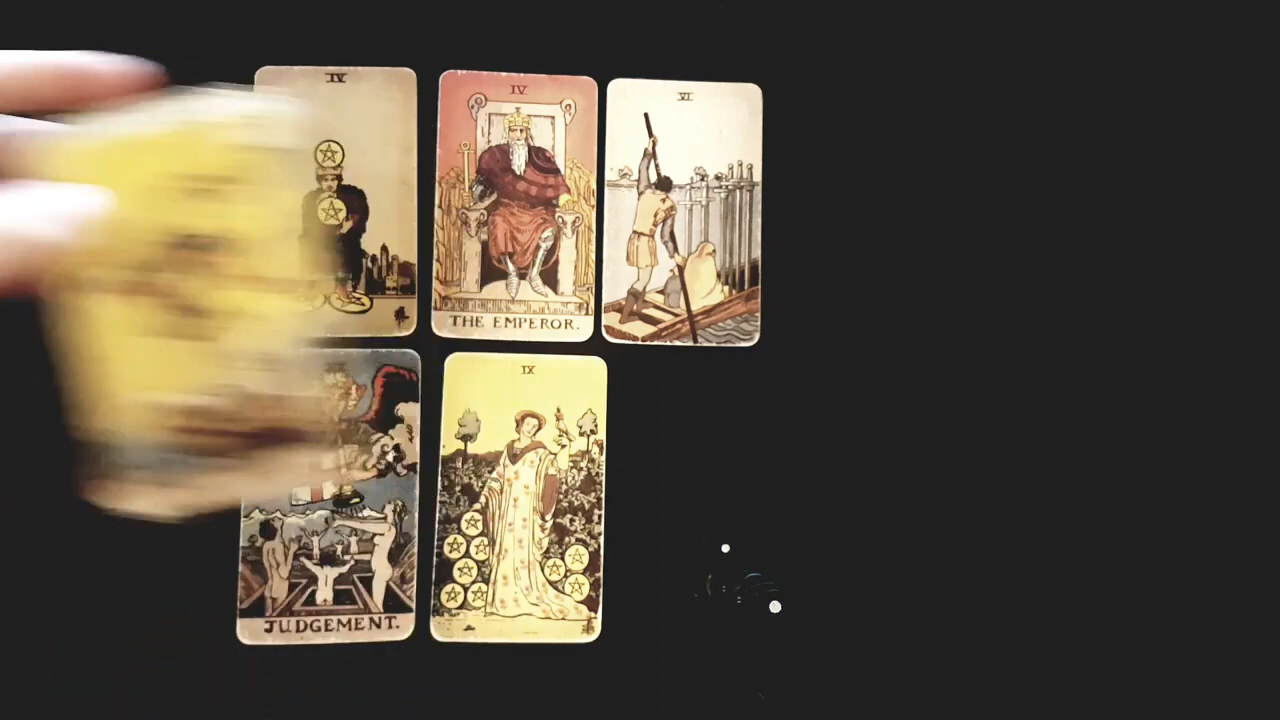 IV
IV
THE EMPEROR.
VI
JUDGEMENT.
IX